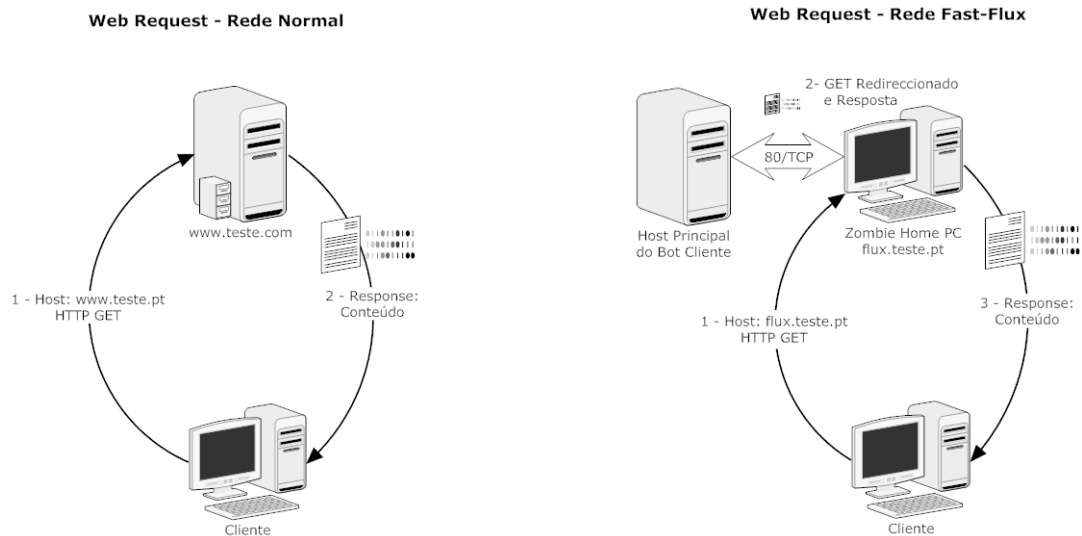 Web Request - Rede Normal
www.teste.com
1 - Host: www.teste.pt
HTTP GET
2 - Response:
Conteúdo
Cliente
Web Request - Rede Fast-Flux
2- GET Redireccionado
e Resposta
80/TCP
Host Principal
do Bot Cliente
Zombie Home PC
flux.teste.pt
1 - Host: flux.teste.pt
HTTP GET
3 - Response:
Conteúdo
Cliente